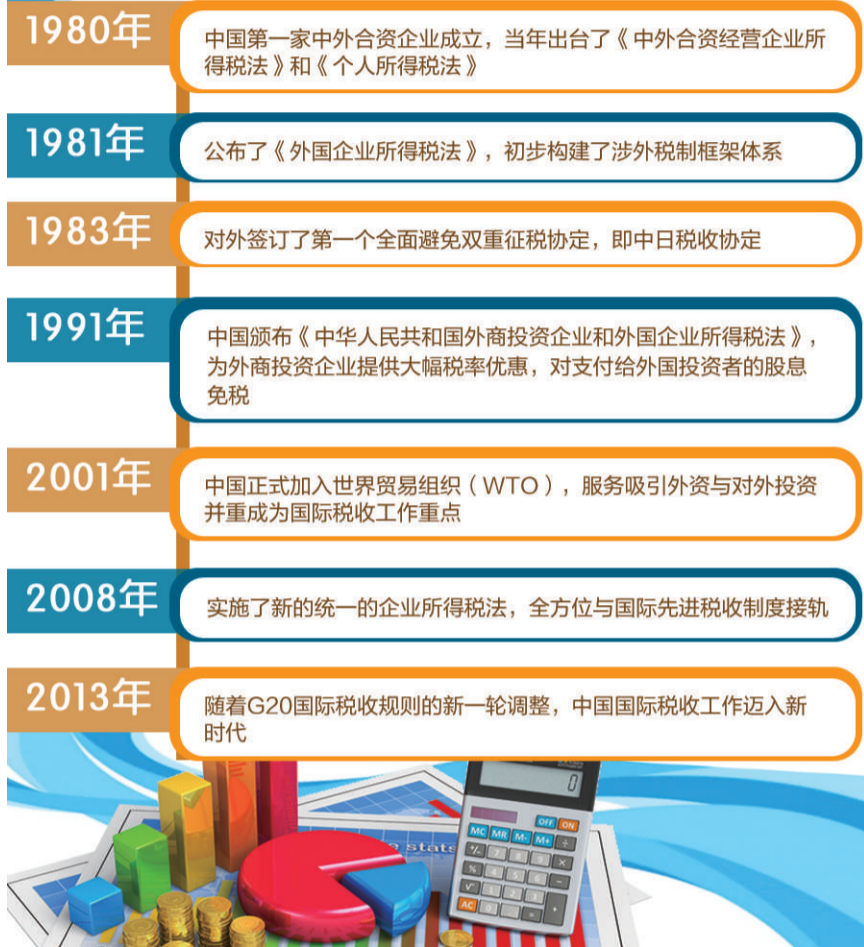 1980年
中国第一家中外合资企业成立，当年出台了《中外合资经营企业所
得税法》和《个人所得税法》
1981年
公布了《外国企业所得税法》，初步构建了涉外税制框架体系
1983年
对外签订了第一个全面避免双重征税协定，即中日税收协定
1991年
中国颁布《中华人民共和国外商投资企业和外国企业所得税法》，
为外商投资企业提供大幅税率优惠，对支付给外国投资者的股息
免税
2001年
中国正式加入世界贸易组织（WTO），服务吸引外资与对外投资
并重成为国际税收工作重点
2008年
实施了新的统一的企业所得税法，全方位与国际先进税收制度接轨
2013年
随着G20国际税收规则的新一轮调整，中国国际税收工作迈入新
时代
0
OFF ON
MC MR M- M+ ÷
stats
AC